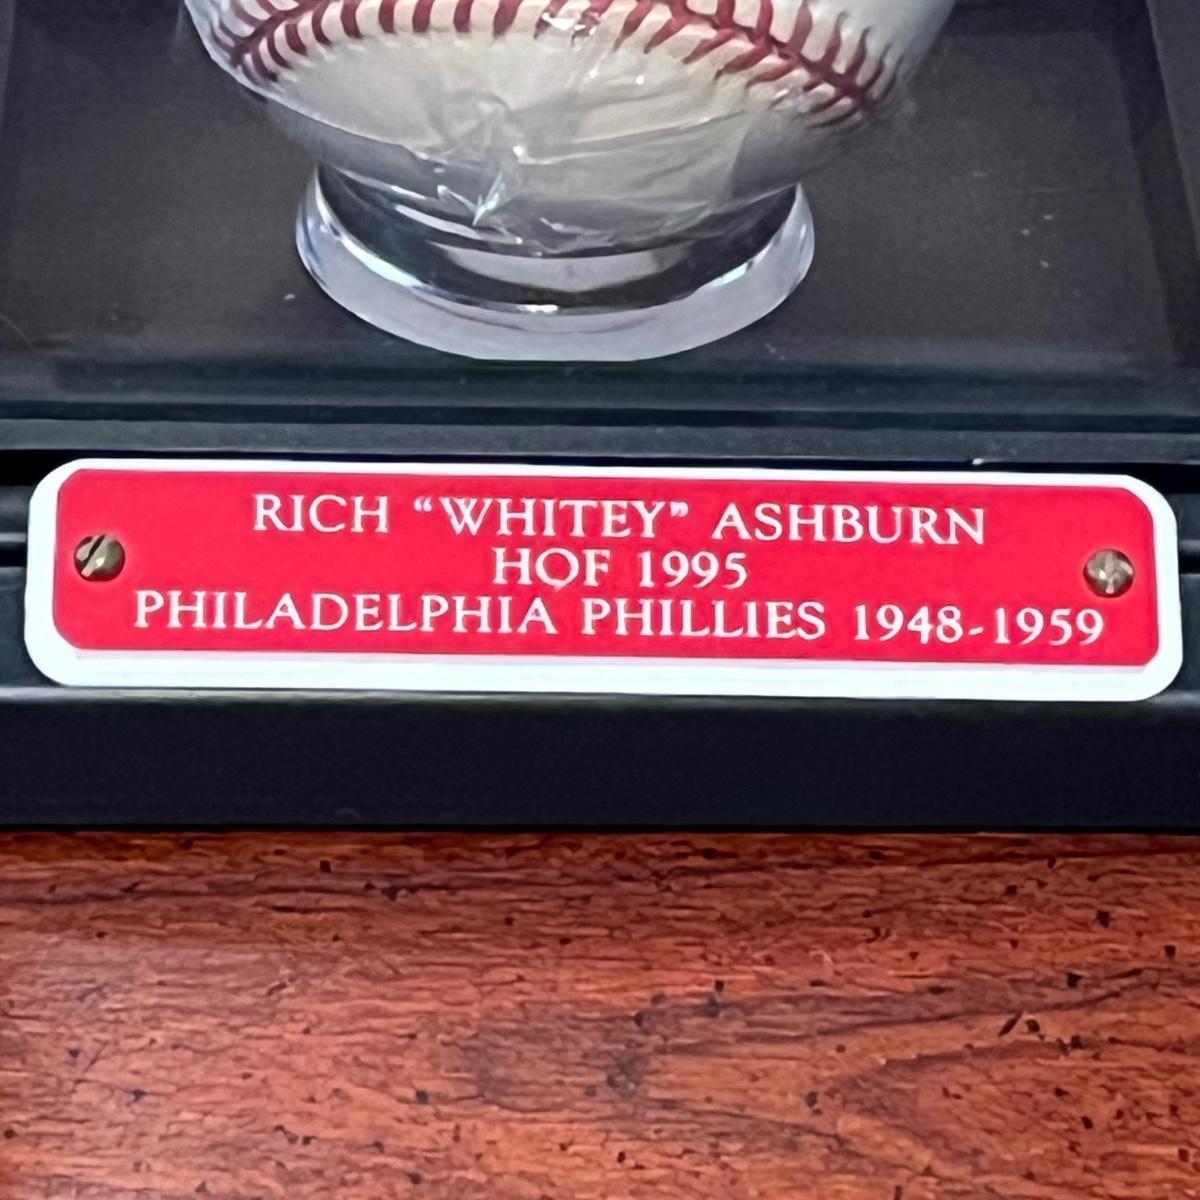 RICH “WHITEY” ASHBURN
HOF 1995
PHILADELPHIA PHILLIES 1948-1959